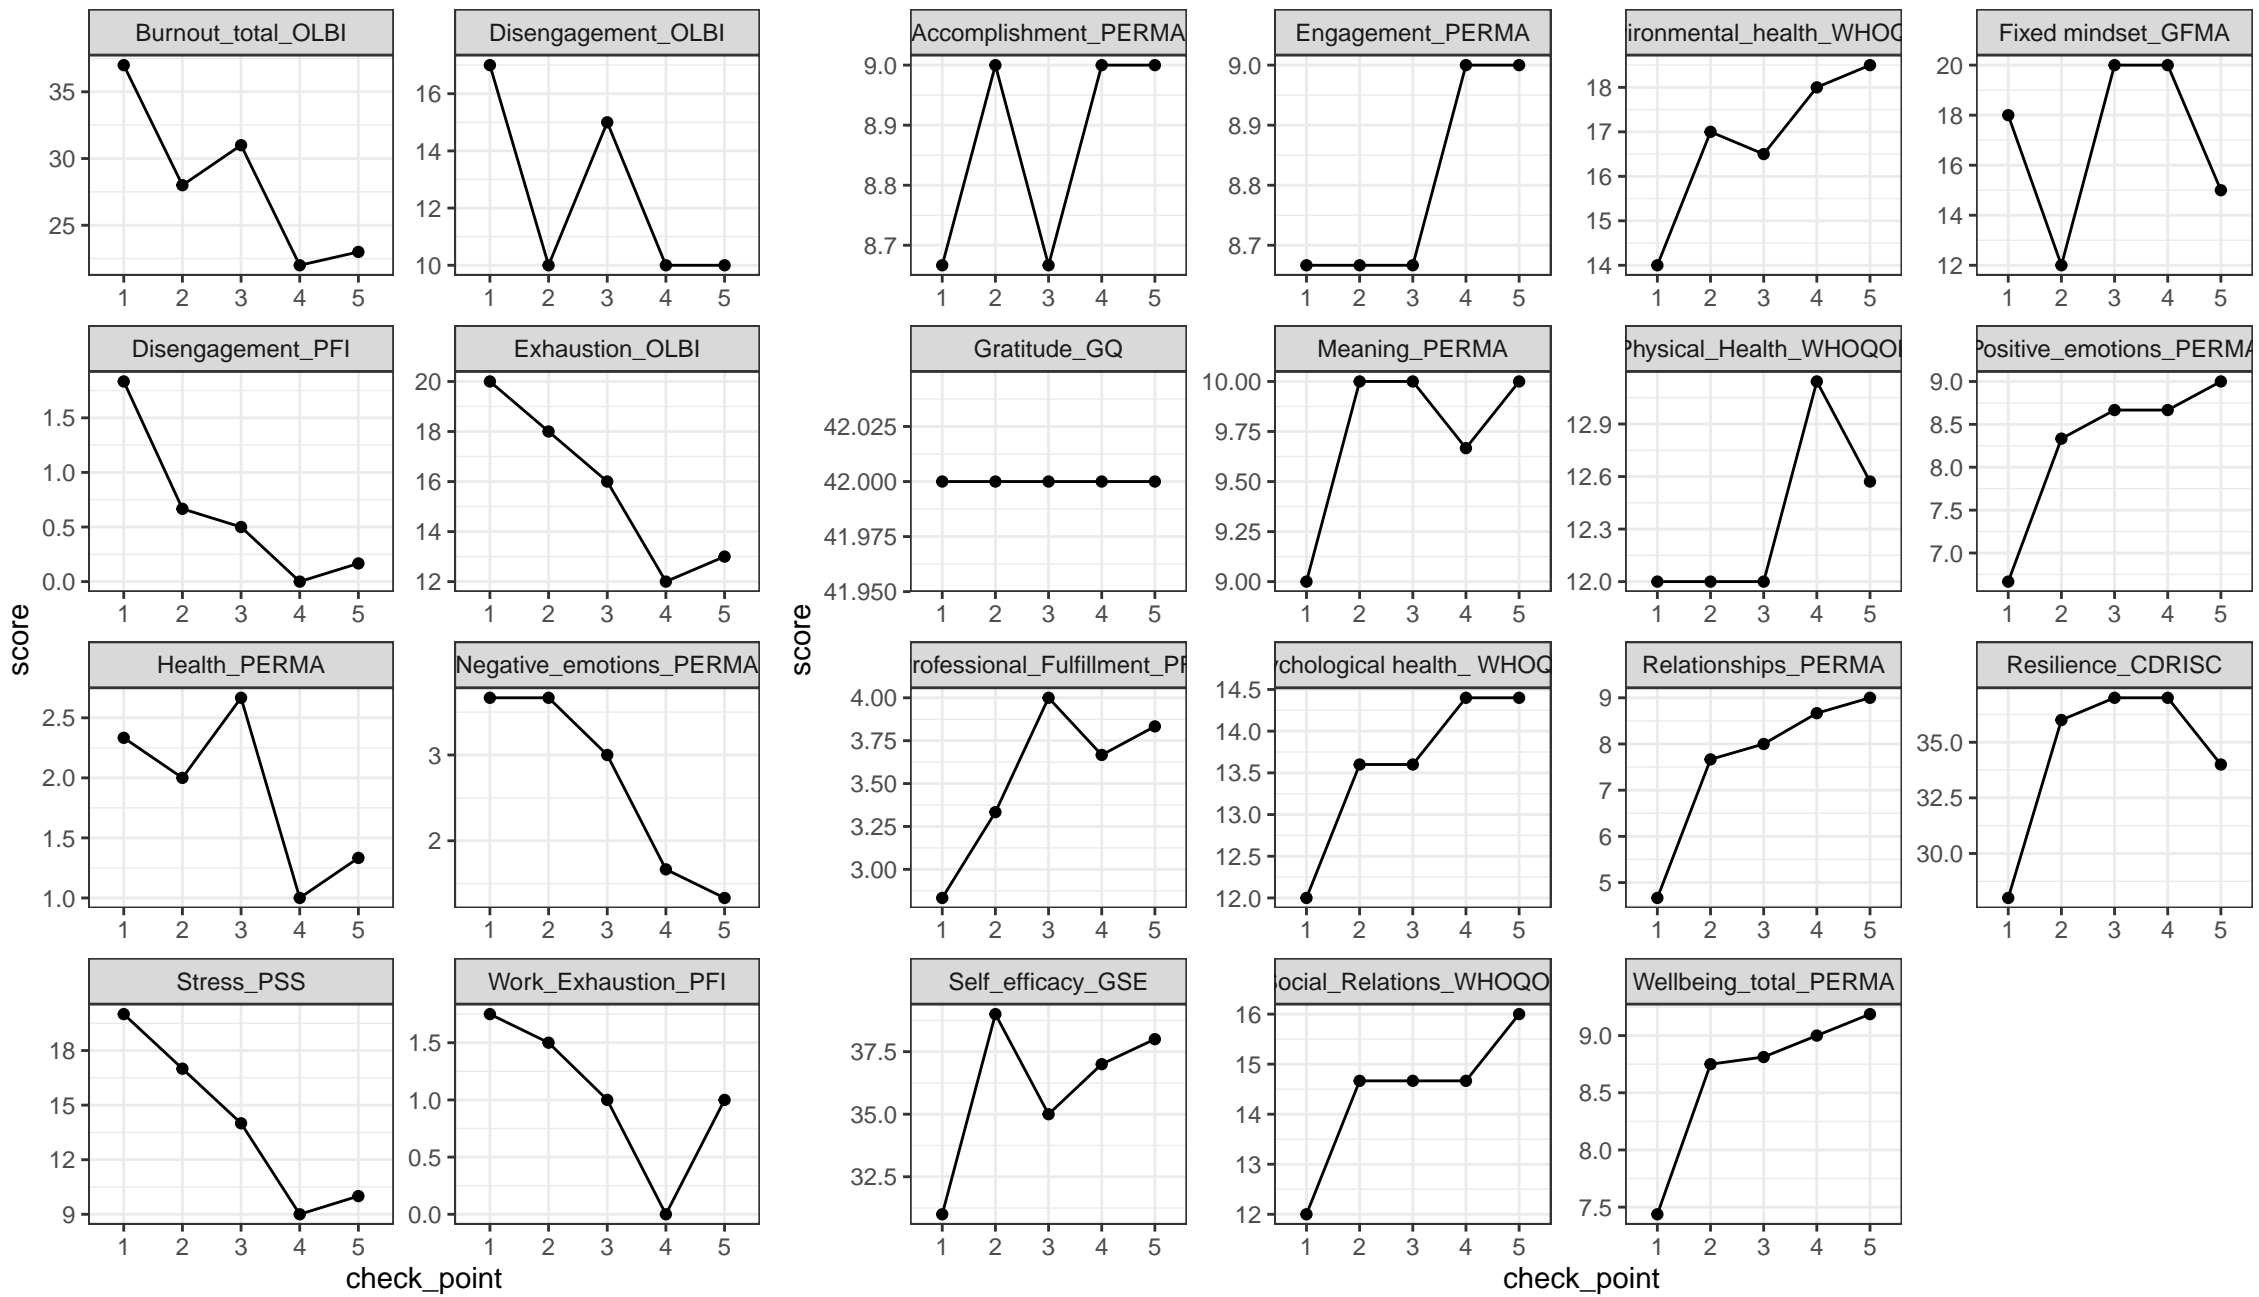 Burnout_total_OLBI
35
30
25
1 2 3 4 5
Disengagement_OLBI
16
14
12
10
1 2 3 4 5
Disengagement_PFI
1.5
1.0
0.5
0.0
1 2 3 4 5
Exhaustion_OLBI
20
18
16
14
12
1 2 3 4 5
Health_PERMA
2.5
2.0
1.5
1.0
1 2 3 4 5
Negative_emotions_PERMA
3
2
1 2 3 4 5
Stress_PSS
18
15
12
9
1 2 3 4 5
Work_Exhaustion_PFI
1.5
1.0
0.5
0.0
1 2 3 4 5
score
check_point
Accomplishment_PERMA
9.0
8.9
8.8
8.7
1 2 3 4 5
Engagement_PERMA
9.0
8.9
8.8
8.7
1 2 3 4 5
ironmental_health_WHOQ
18
17
16
15
14
1 2 3 4 5
Fixed mindset_GFMA
20
18
16
14
12
1 2 3 4 5
Gratitude_GQ
42.025
42.000
41.975
41.950
1 2 3 4 5
Meaning_PERMA
10.00
9.75
9.50
9.25
9.00
1 2 3 4 5
Physical_Health_WHOQOL
12.9
12.6
12.3
12.0
1 2 3 4 5
Positive_emotions_PERMA
9.0
8.5
8.0
7.5
7.0
1 2 3 4 5
rofessional_Fulfillment_PF
4.00
3.75
3.50
3.25
3.00
1 2 3 4 5
ychological health_ WHOQ
14.5
14.0
13.5
13.0
12.5
12.0
1 2 3 4 5
Relationships_PERMA
9
8
7
6
5
1 2 3 4 5
Resilience_CDRISC
35.0
32.5
30.0
1 2 3 4 5
Self_efficacy_GSE
37.5
35.0
32.5
1 2 3 4 5
Social_Relations_WHOQO
16
15
14
13
12
1 2 3 4 5
Wellbeing_total_PERMA
9.0
8.5
8.0
7.5
1 2 3 4 5
score
check_point